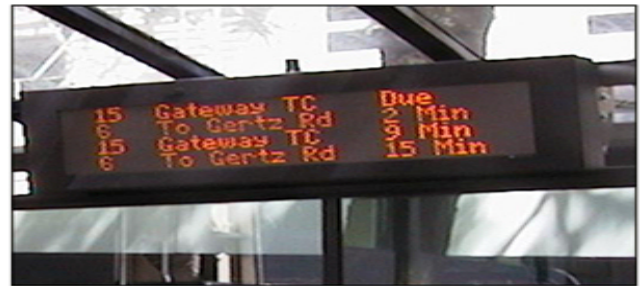 15 Gateway TC Due
6 To Gertz Rd 2 Min
15 Gateway TC 9 Min
6 To Gertz Rd 15 Min